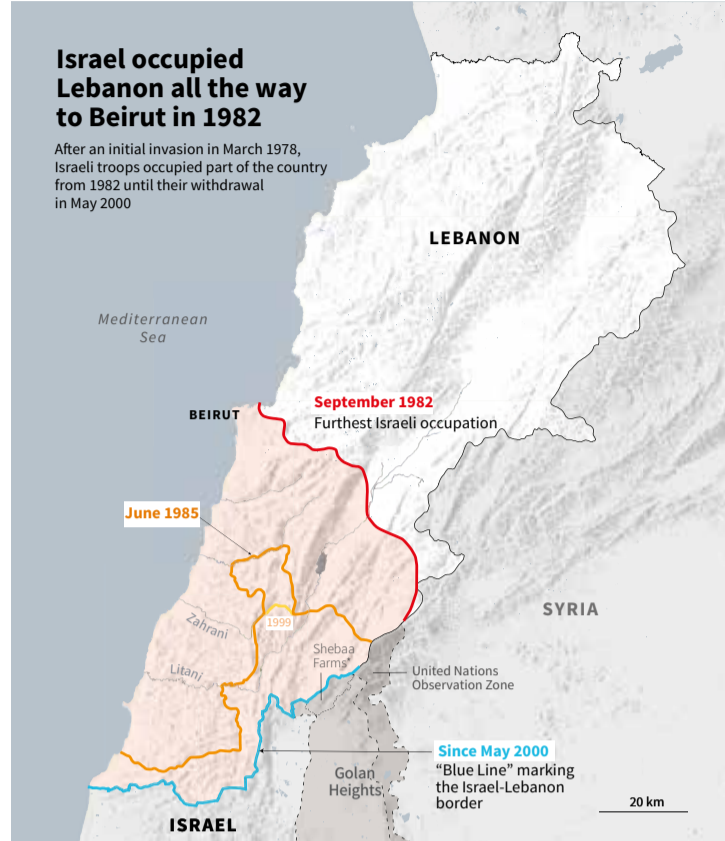 Israel occupied
Lebanon all the way
to Beirut in 1982
After an initial invasion in March 1978,
Israeli troops occupied part of the country
from 1982 until their withdrawal
in May 2000
LEBANON
Mediterranean
Sea
September 1982
Furthest Israeli occupation
BEIRUT
June 1985
SYRIA
1999
Zahrani
Shebaa
Farms
Litani
United Nations
Observation Zone
Since May 2000
"Blue Line" marking
the Israel-Lebanon
border
Golan
Heights
20 km
ISRAEL